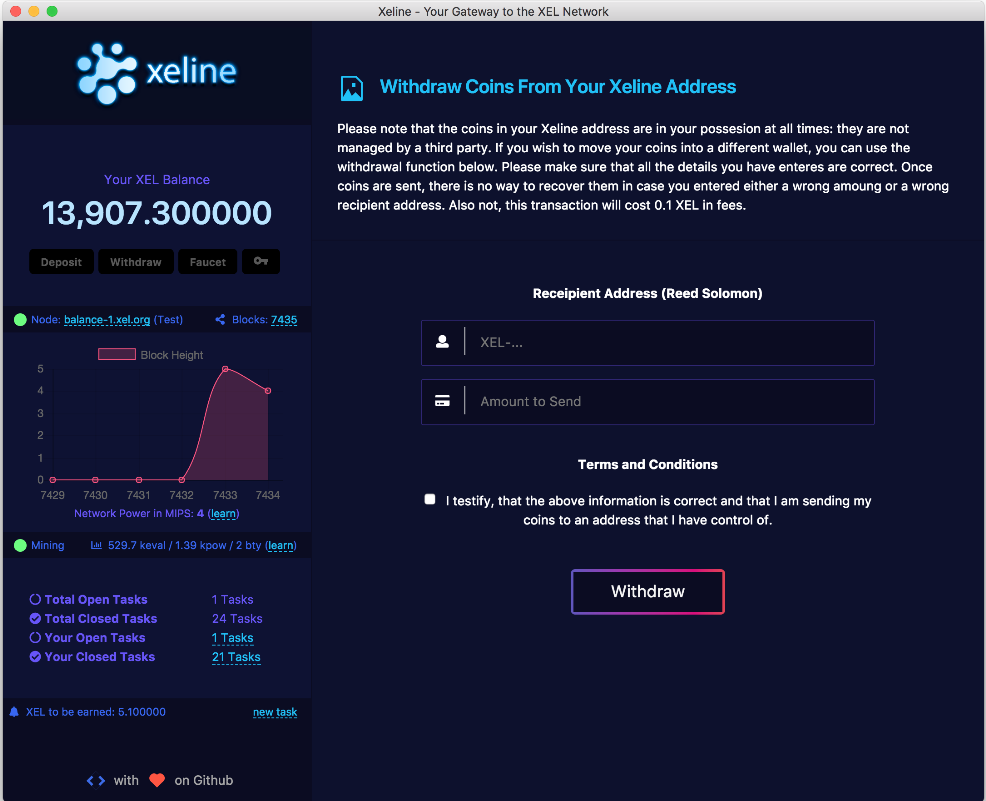 Xeline - Your Gateway to the XEL Network
xeline
Your XEL Balance
13,907.300000
Deposit
Withdraw
Faucet
Node: balance-1.xel.org (Test)
Blocks: 7435
Block Height
5
4
3
2
1
0
7429 7430 7431 7432 7433 7434
Network Power in MIPS: 4 (learn)
Mining
529.7 keval / 1.39 kpow / 2 bty (learn)
Total Open Tasks 1 Tasks
Total Closed Tasks 24 Tasks
Your Open Tasks 1 Tasks
Your Closed Tasks 21 Tasks
XEL to be earned: 5.100000
new task
with
on Github
Withdraw Coins From Your Xeline Address
Please note that the coins in your Xeline address are in your possesion at all times: they are not
managed by a third party. If you wish to move your coins into a different wallet, you can use the
withdrawal function below. Please make sure that all the details you have enteres are correct. Once
coins are sent, there is no way to recover them in case you entered either a wrong amoung or a wrong
recipient address. Also not, this transaction will cost 0.1 XEL in fees.
Receipient Address (Reed Solomon)
XEL-...
Amount to Send
Terms and Conditions
I testify, that the above information is correct and that I am sending my
coins to an address that I have control of.
Withdraw